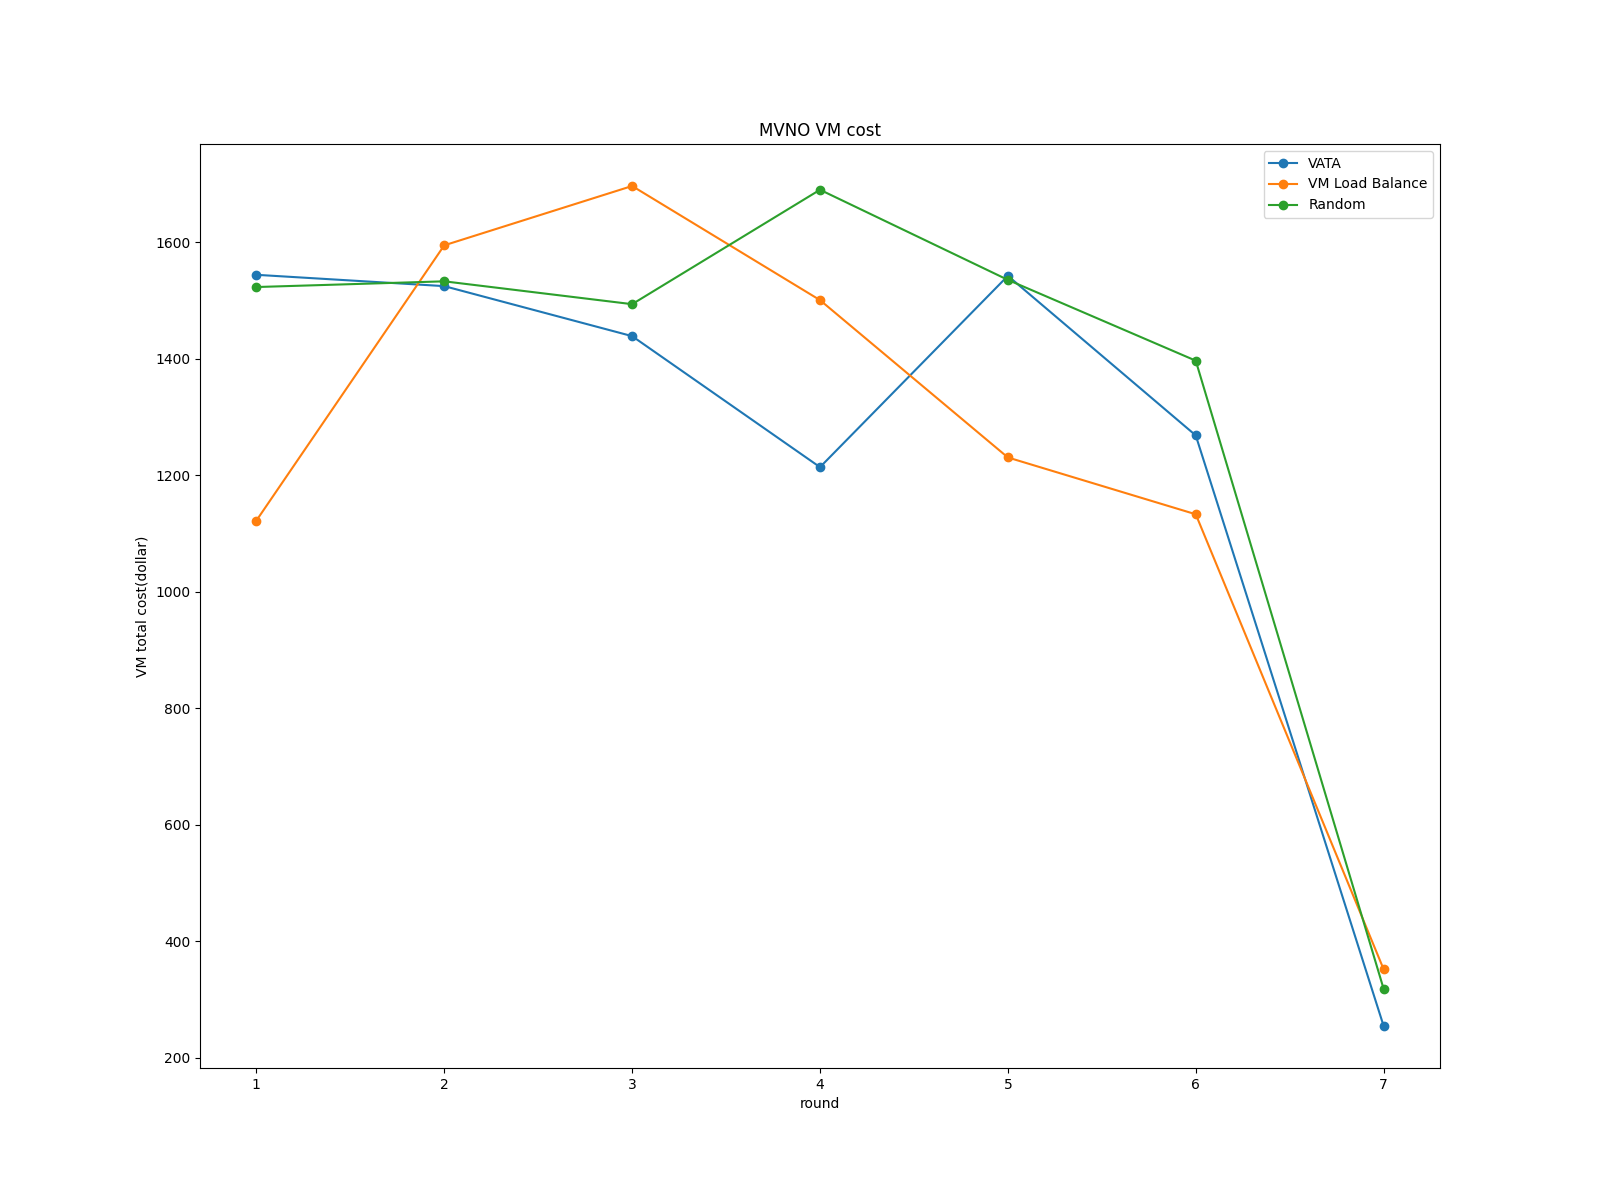 MVNO VM cost
VATA
VM Load Balance
Random
1600
1400
1200
1000
800
600
400
200
VM total cost(dollar)
1 2 3 4 5 6 7
round